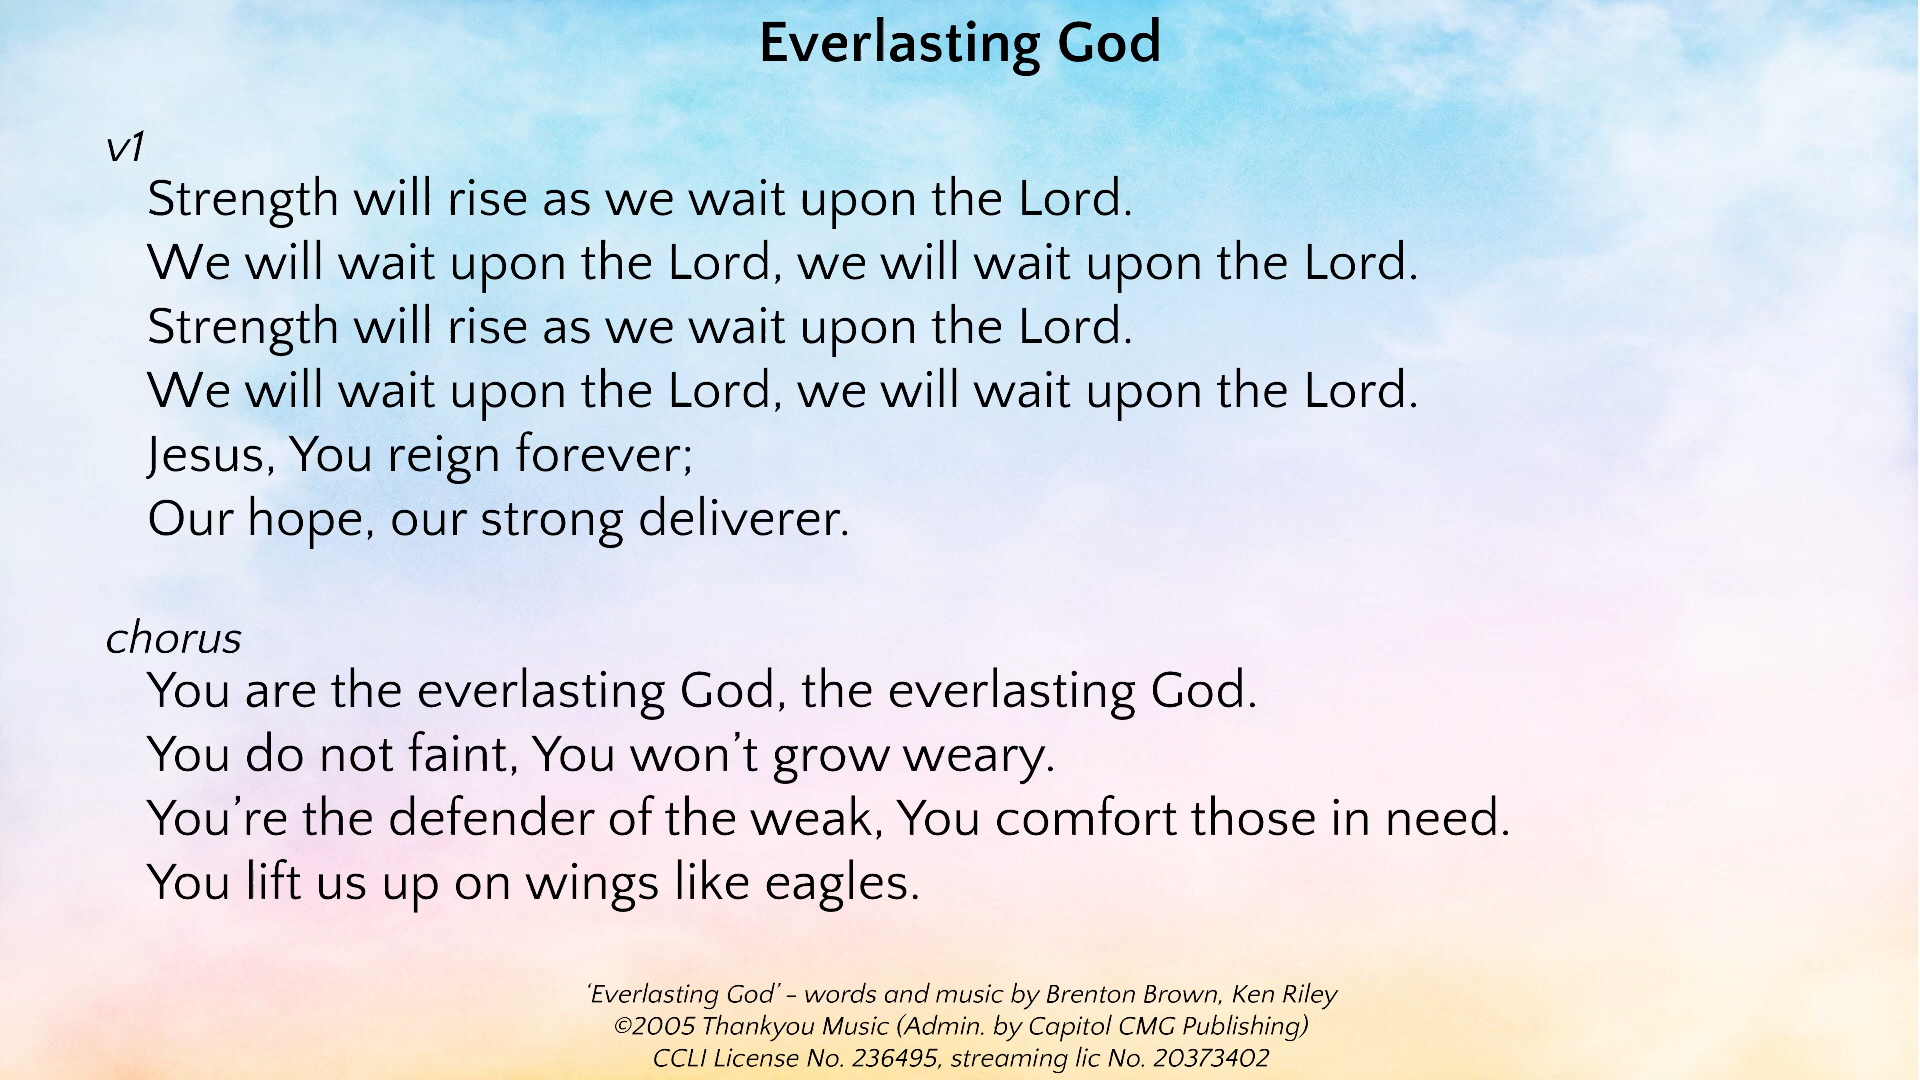 Everlasting God
v1
Strength will rise as we wait upon the Lord.
We will wait upon the Lord, we will wait upon the Lord.
Strength will rise as we wait upon the Lord.
We will wait upon the Lord, we will wait upon the Lord.
Jesus, You reign forever;
Our hope, our strong deliverer.
chorus
You are the everlasting God, the everlasting God.
You do not faint, You won’t grow weary.
You’re the defender of the weak, You comfort those in need.
You lift us up on wings like eagles.
‘Everlasting God’ – words and music by Brenton Brown, Ken Riley
©2005 Thankyou Music (Admin. by Capitol CMG Publishing)
CCLI License No. 236495, streaming lic No. 20373402